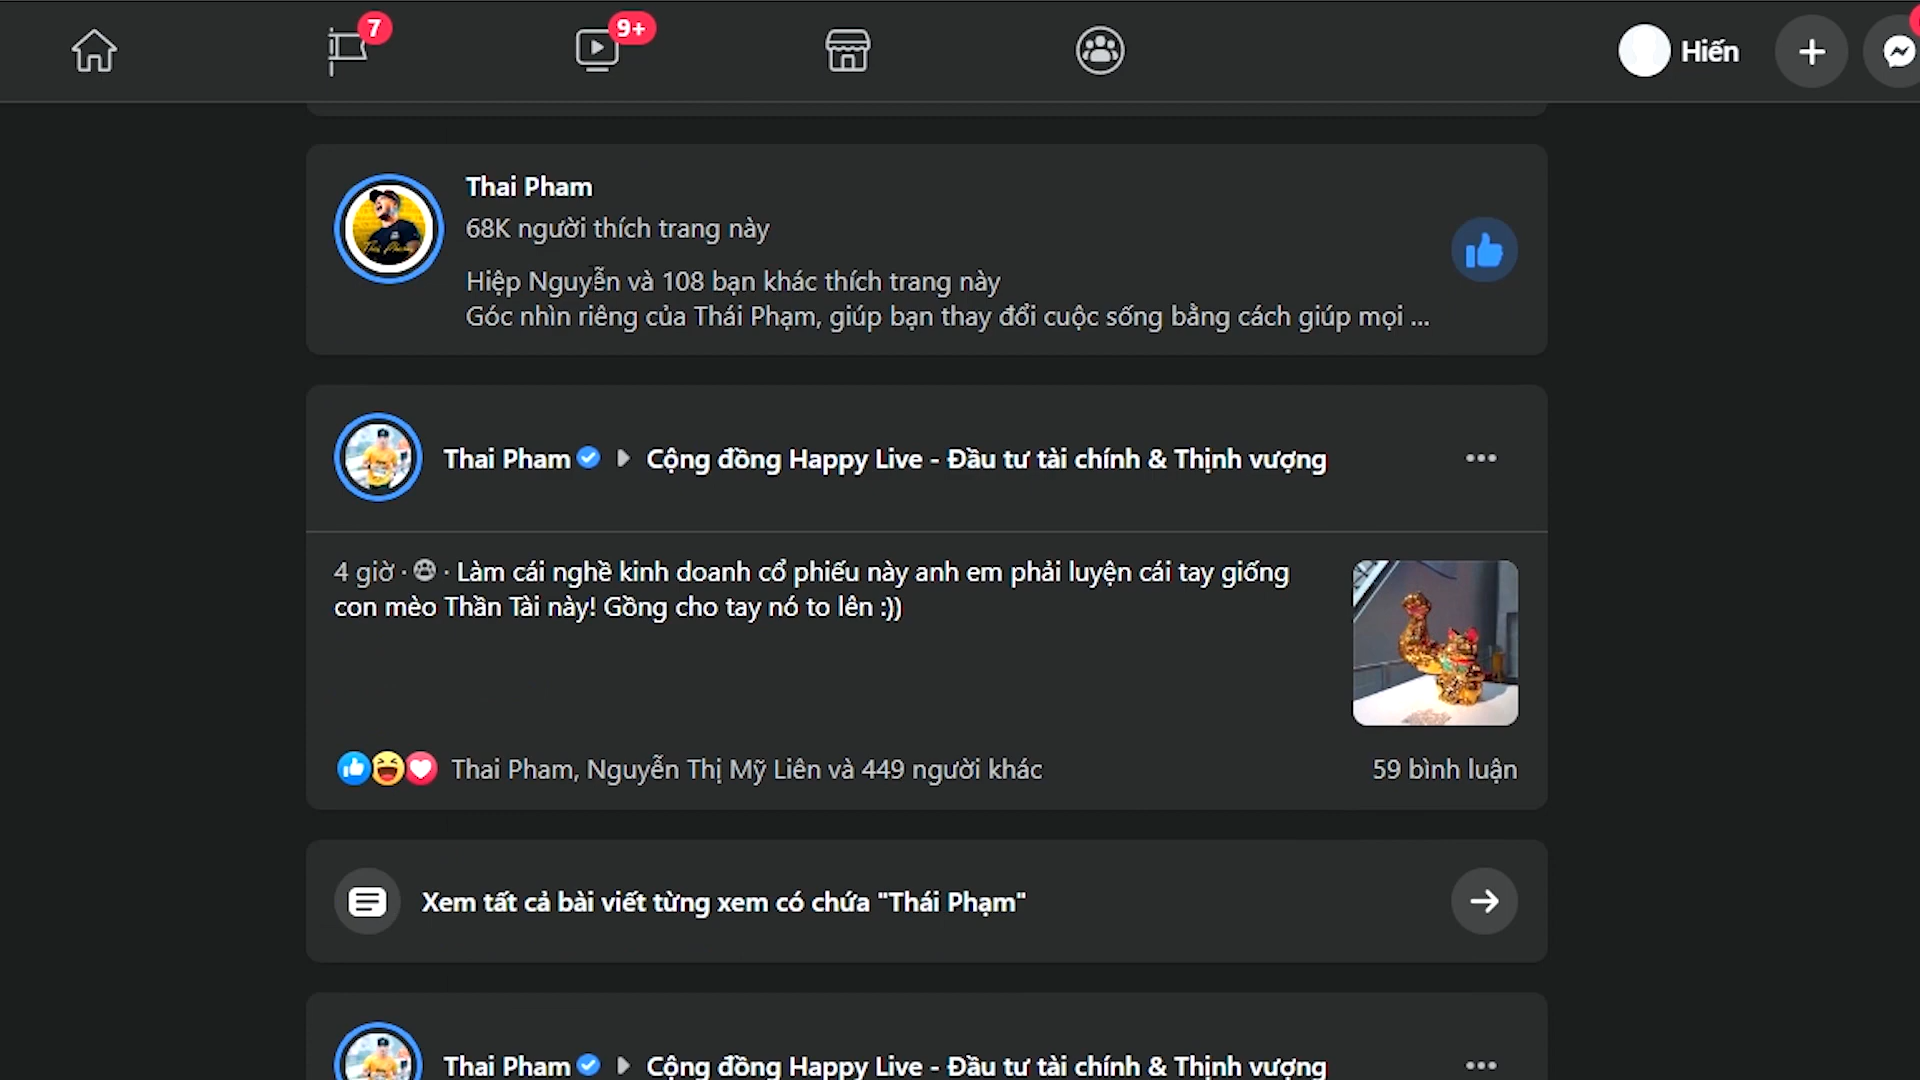 7
9+
Hiến
Thai Pham
68K người thích trang này
Hiệp Nguyễn và 108 bạn khác thích trang này
Góc nhìn riêng của Thái Phạm, giúp bạn thay đổi cuộc sống bằng cách giúp mọi ...
Thai Pham
Cộng đồng Happy Live - Đầu tư tài chính & Thịnh vượng
4 giờ · · Làm cái nghề kinh doanh cổ phiếu này anh em phải luyện cái tay giống
con mèo Thần Tài này! Gồng cho tay nó to lên :))
Thai Pham, Nguyễn Thị Mỹ Liên và 449 người khác
59 bình luận
Xem tất cả bài viết từng xem có chứa "Thái Phạm"
Thai Pham
Cộng đồng Happy Live - Đầu tư tài chính & Thịnh vượng